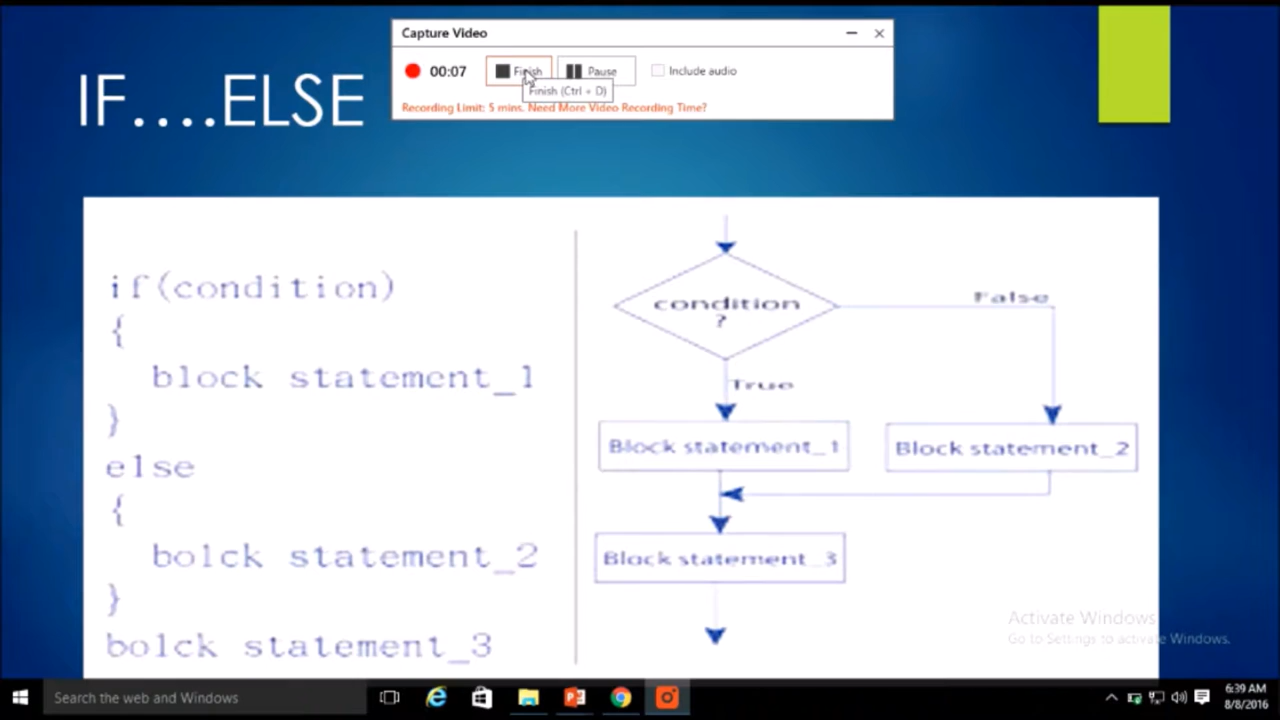 Capture Video
00:07
Finish
Pause
Include audio
Finish (Ctrl + D)
Recording Limit: 5 mins. Need More Video Recording Time?
IF....ELSE
if(condition)
{
block statement_1
}
else
{
bolck statement_2
}
bolck statement_3
condition
?
False
True
Block statement_1
Block statement_2
Block statement_3
Activate Windows
Go to Settings to activate Windows.
Search the web and Windows
6:39 AM
8/8/2016